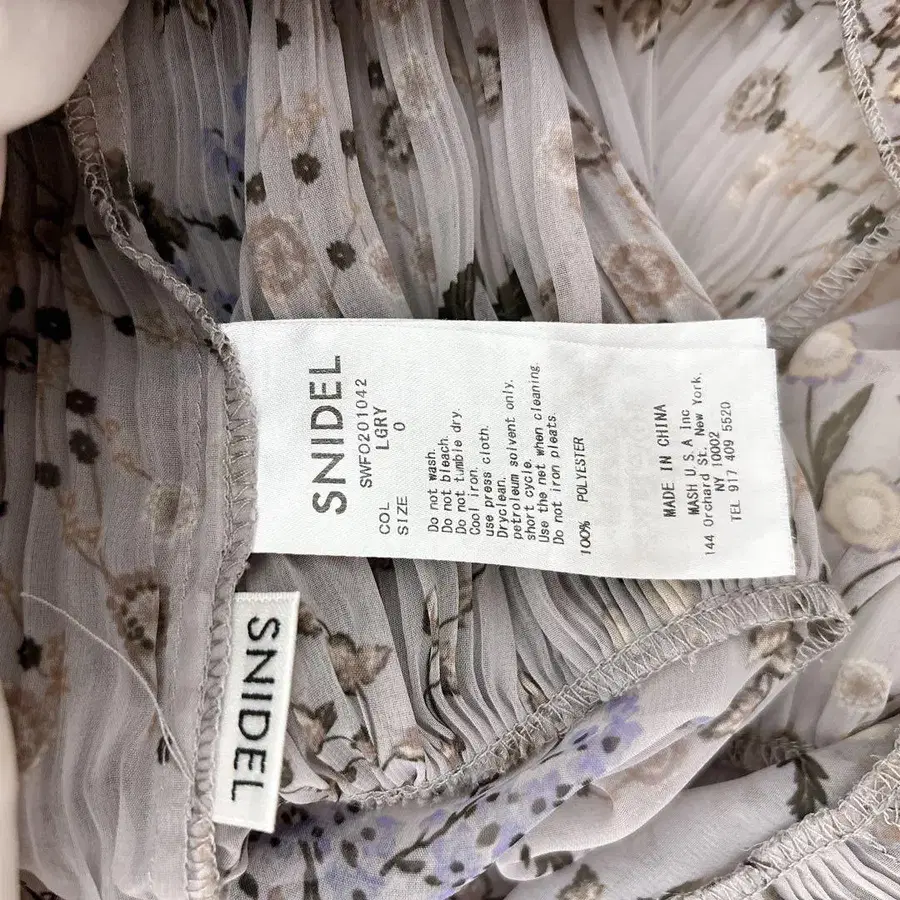 SNIDEL
SWFO201042
COL LGRY
SIZE 0
Do not wash.
Do not bleach.
Do not tumble dry
Cool iron.
use press cloth.
Dryclean.
petroleum solvent only.
short cycle.
Use the net when cleaning
Do not iron pleats
100% POLYESTER
MADE IN CHINA
MASH U.S.A Inc
144 Orchard St. New York.
NY 10002
TEL 917 409 5520
SNIDEL